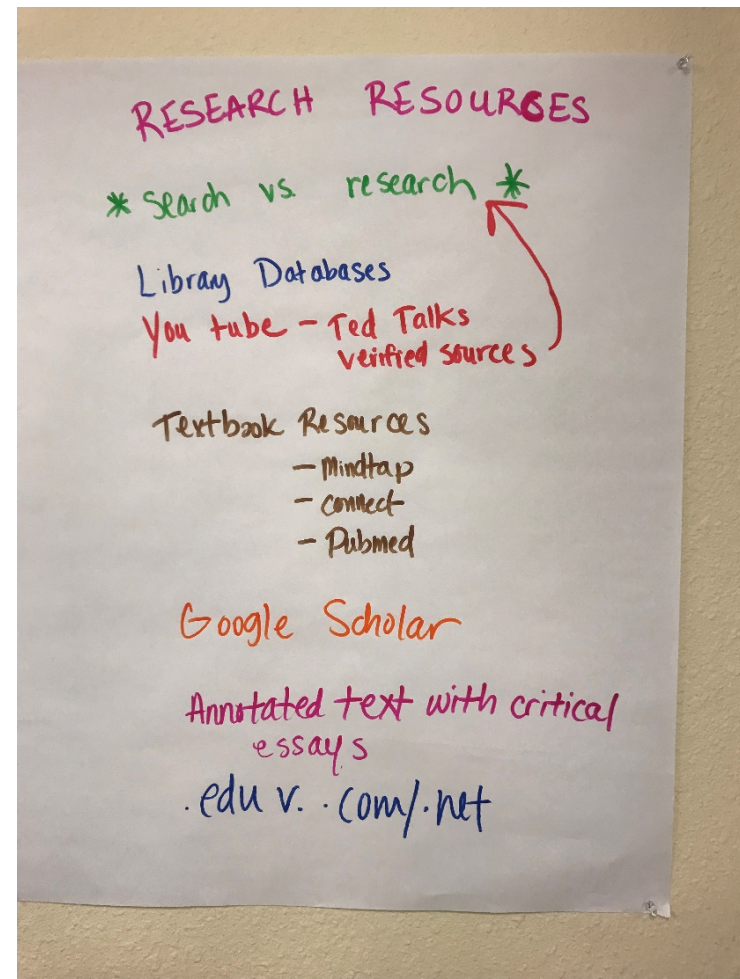 RESEARCH RESOURCES
* Search vs. research *
Library Databases
You tube - Ted Talks
verified sources
Textbook Resources
- Mindtap
- connect
- Pubmed
Google Scholar
Annotated text with critical
essays
.edu v. .com/.net